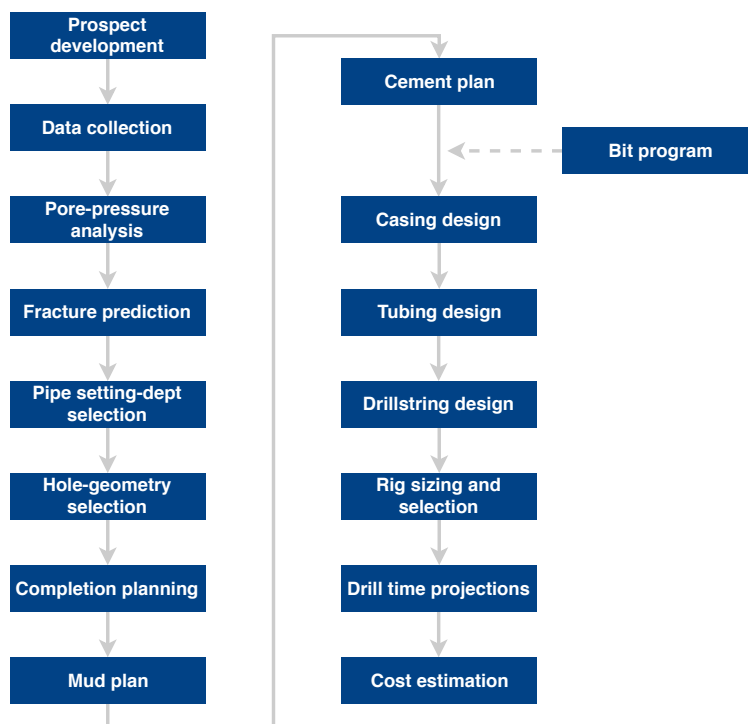 Prospect
development
Data collection
Pore-pressure
analysis
Fracture prediction
Pipe setting-dept
selection
Hole-geometry
selection
Completion planning
Mud plan
Cement plan
Bit program
Casing design
Tubing design
Drillstring design
Rig sizing and
selection
Drill time projections
Cost estimation